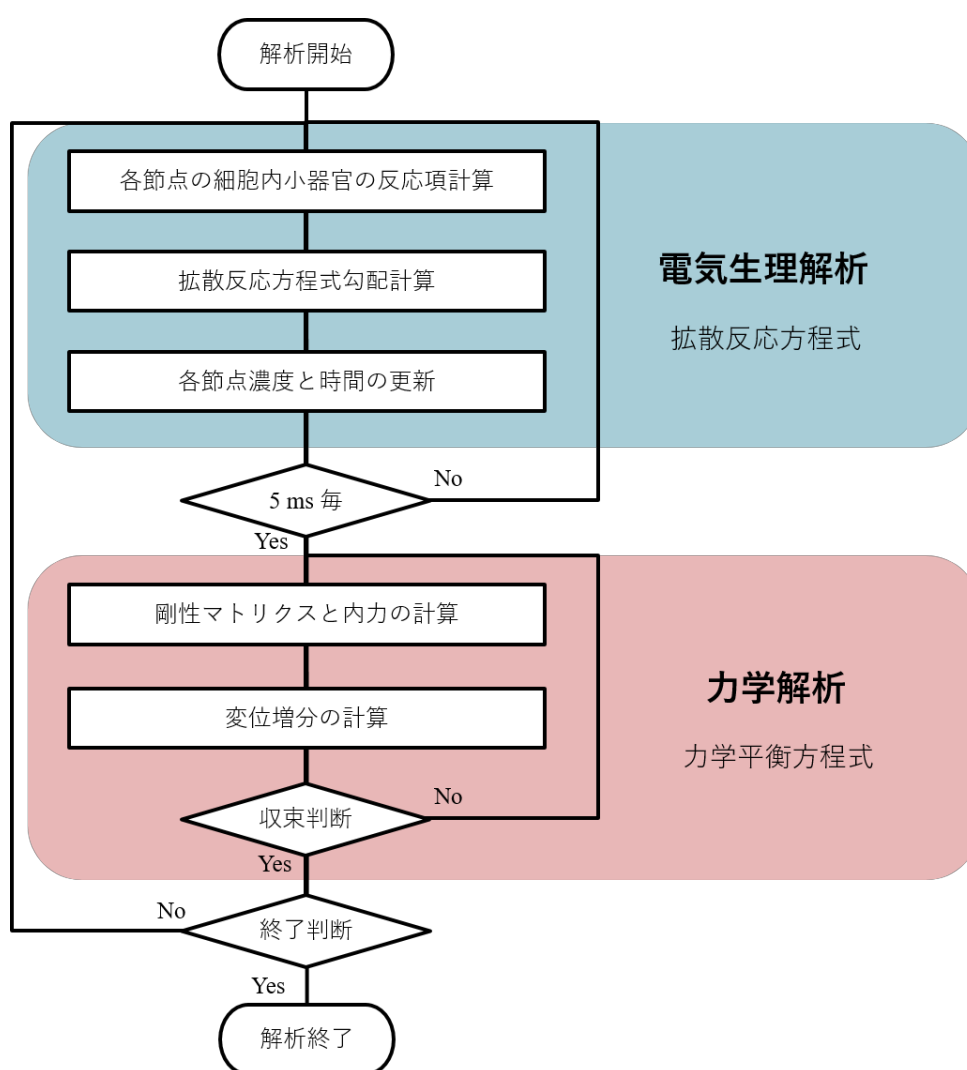 解析開始
各節点の細胞内小器官の反応項計算
拡散反応方程式勾配計算
各節点濃度と時間の更新
電気生理解析
拡散反応方程式
5 ms 毎
No
Yes
剛性マトリクスと内力の計算
変位増分の計算
力学解析
力学平衡方程式
収束判断
No
Yes
終了判断
No
Yes
解析終了